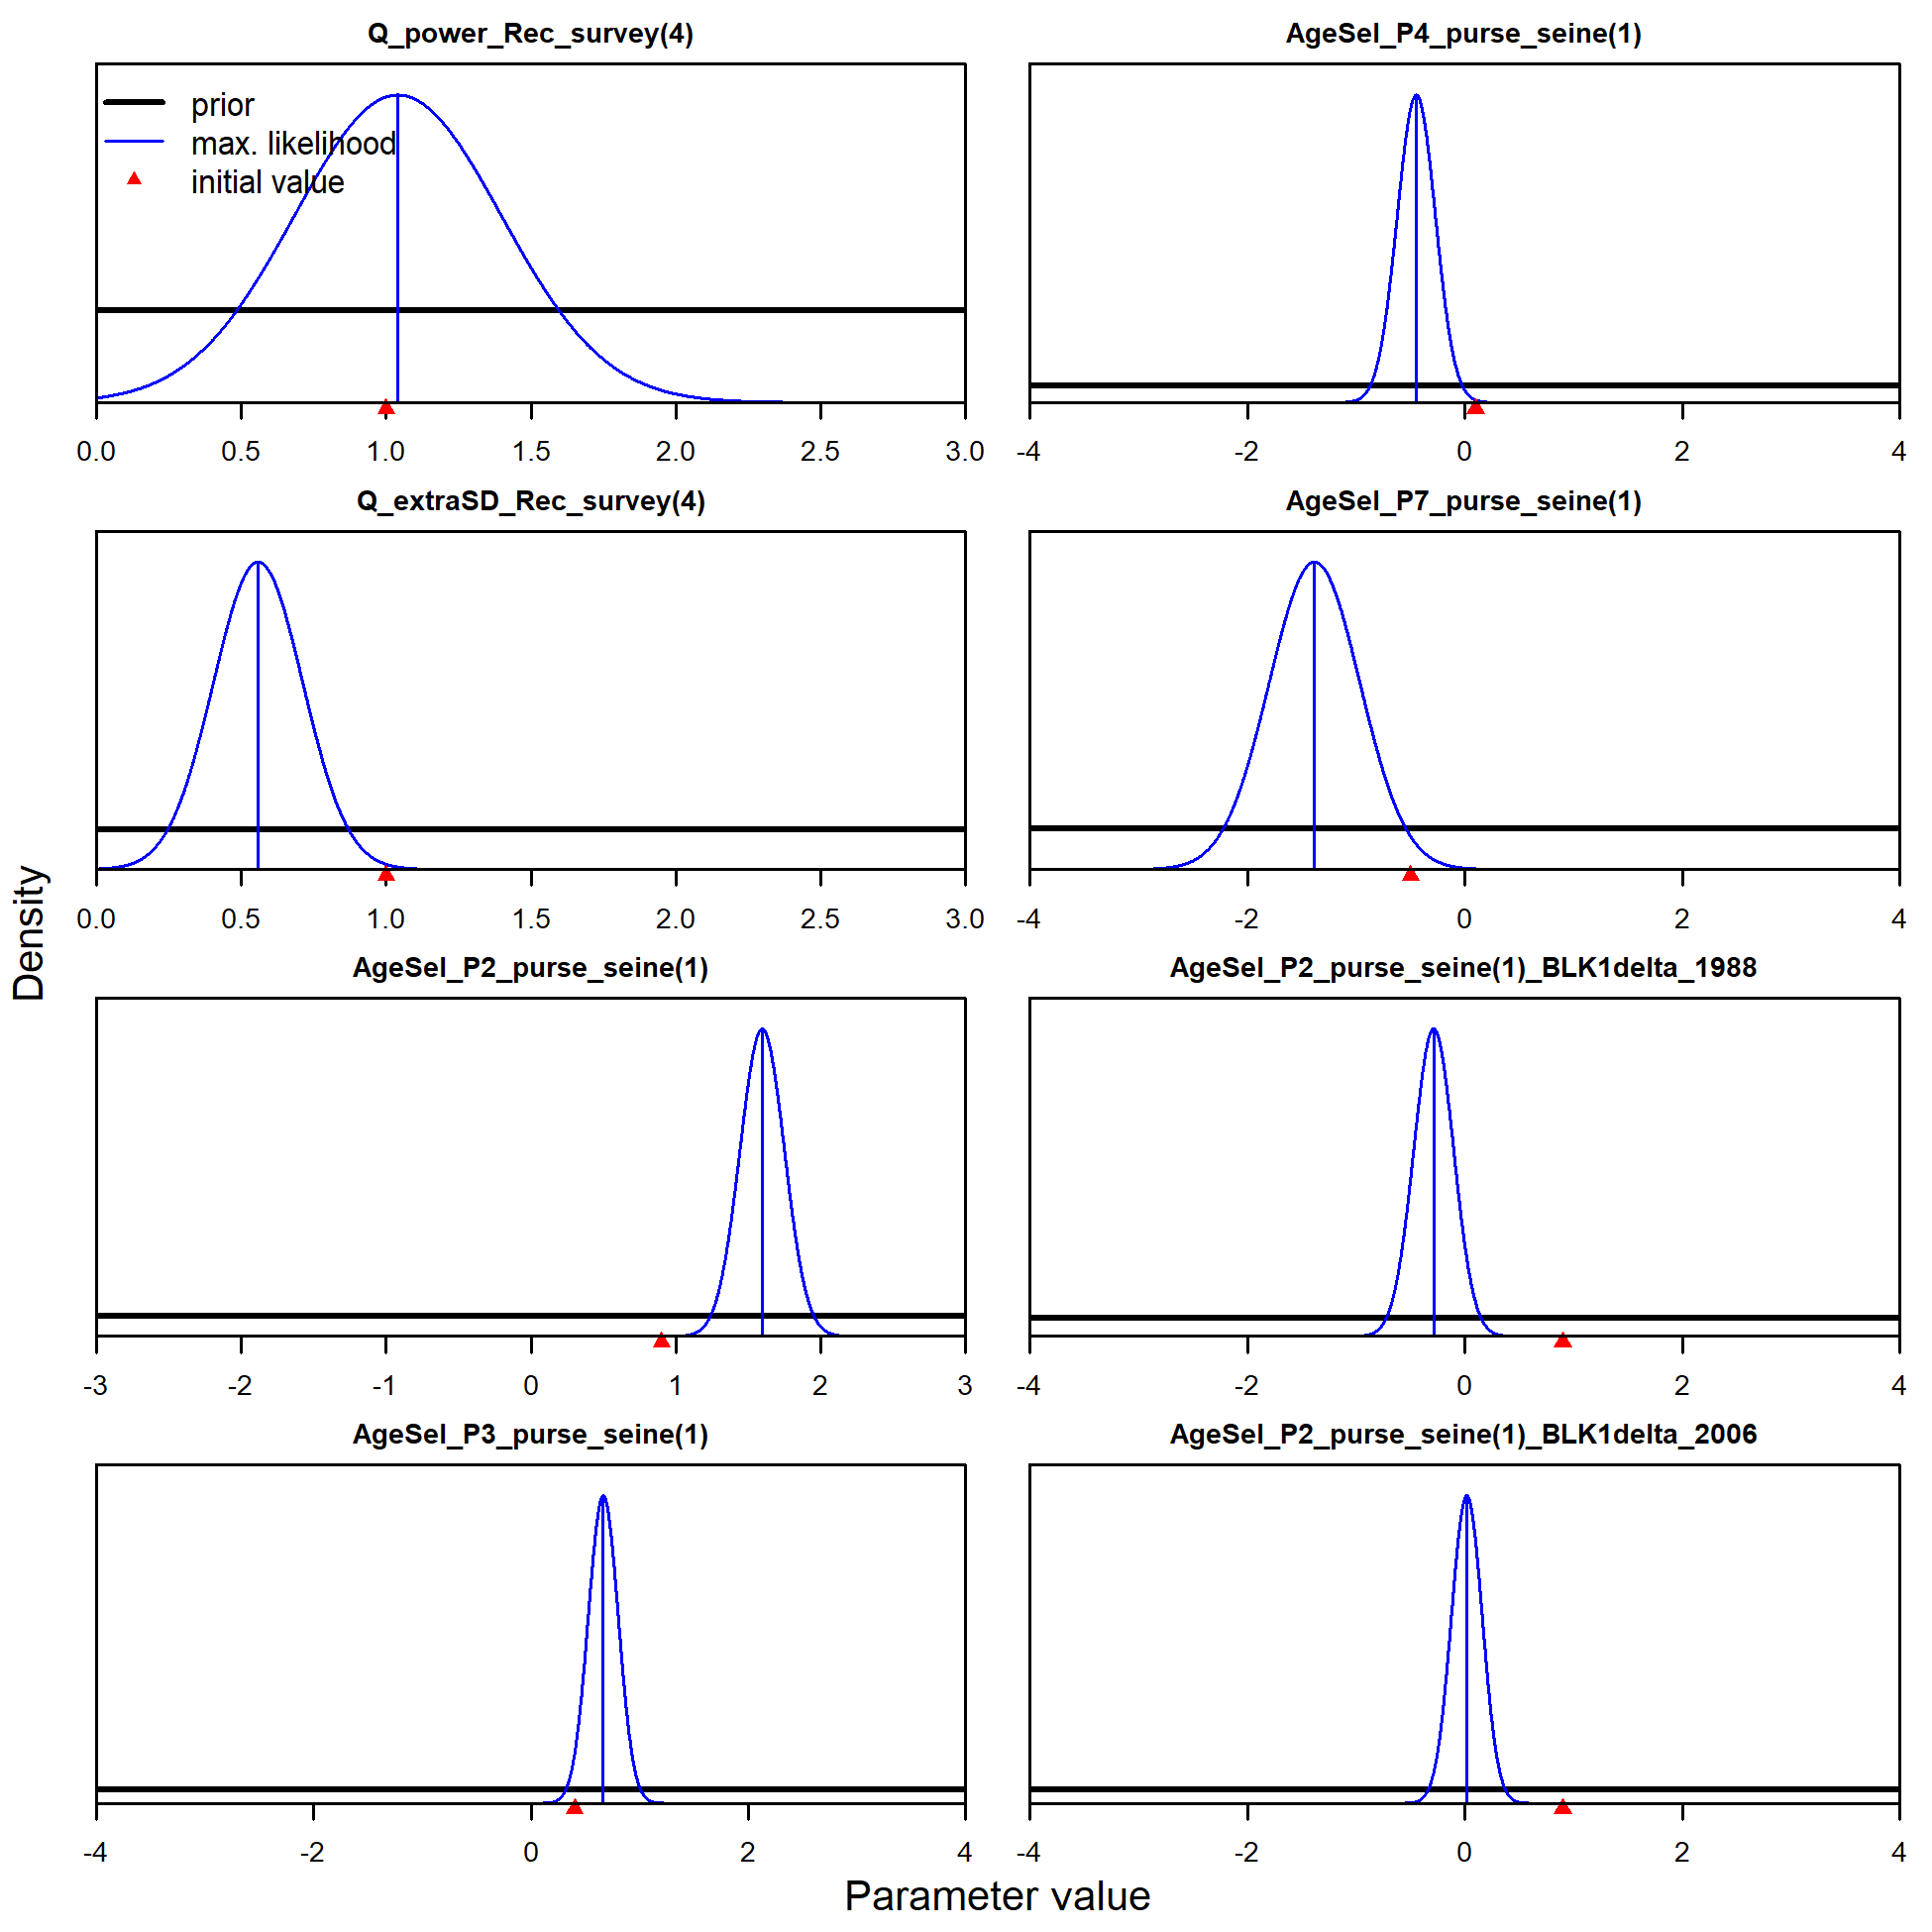 Q_power_Rec_survey(4)
prior
max. likelihood
initial value
0.0 0.5 1.0 1.5 2.0 2.5 3.0
AgeSel_P4_purse_seine(1)
-4 -2 0 2 4
Q_extraSD_Rec_survey(4)
0.0 0.5 1.0 1.5 2.0 2.5 3.0
AgeSel_P7_purse_seine(1)
-4 -2 0 2 4
Density
AgeSel_P2_purse_seine(1)
-3 -2 -1 0 1 2 3
AgeSel_P2_purse_seine(1)_BLK1delta_1988
-4 -2 0 2 4
AgeSel_P3_purse_seine(1)
-4 -2 0 2 4
AgeSel_P2_purse_seine(1)_BLK1delta_2006
-4 -2 0 2 4
Parameter value